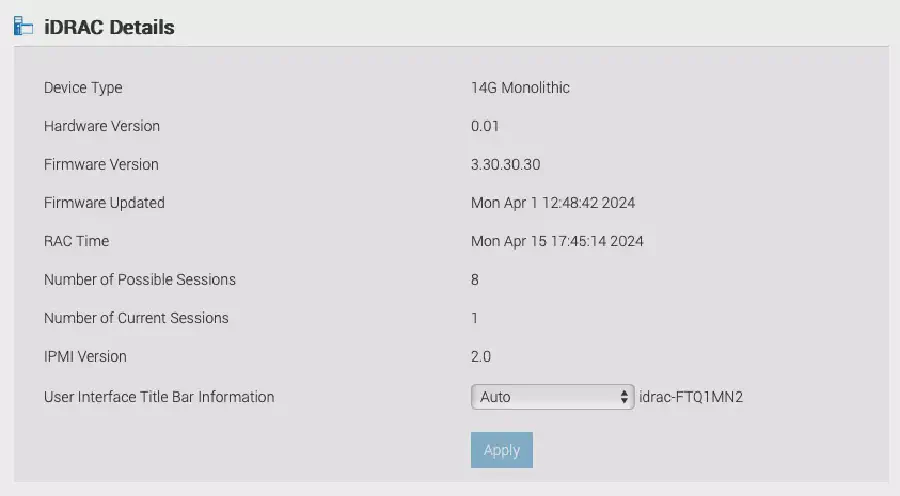 iDRAC Details
Device Type 14G Monolithic
Hardware Version 0.01
Firmware Version 3.30.30.30
Firmware Updated Mon Apr 1 12:48:42 2024
RAC Time Mon Apr 15 17:45:14 2024
Number of Possible Sessions 8
Number of Current Sessions 1
IPMI Version 2.0
User Interface Title Bar Information Auto idrac-FTQ1MN2
Apply